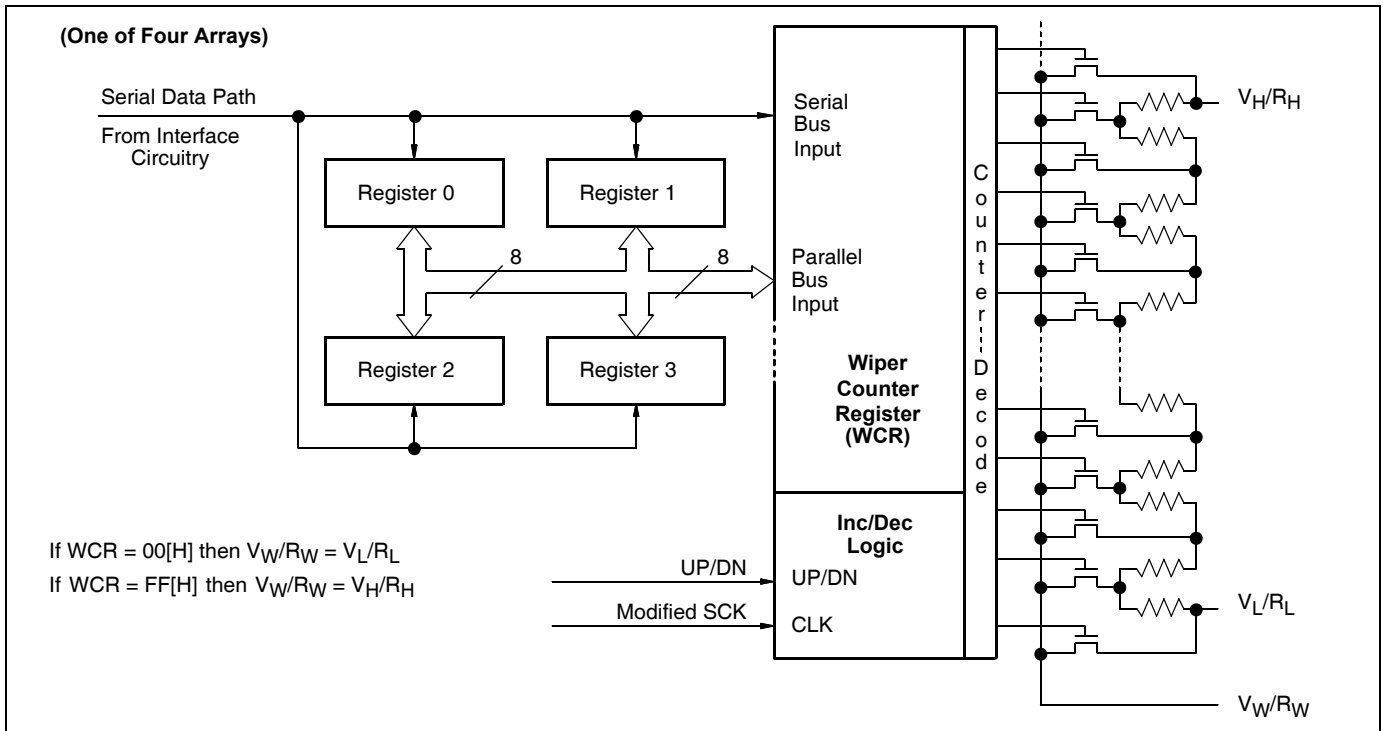 (One of Four Arrays)
Serial Data Path
From Interface
Circuitry
Register 0
Register 1
8
8
Register 2
Register 3
Serial
Bus
Input
Parallel
Bus
Input
Wiper
Counter
Register
(WCR)
Counter
Decode
Inc/Dec
Logic
UP/DN
UP/DN
Modified SCK
CLK
If WCR = 00[H] then VW/RW = VL/RL
If WCR = FF[H] then VW/RW = VH/RH
VH/RH
VL/RL
VW/RW